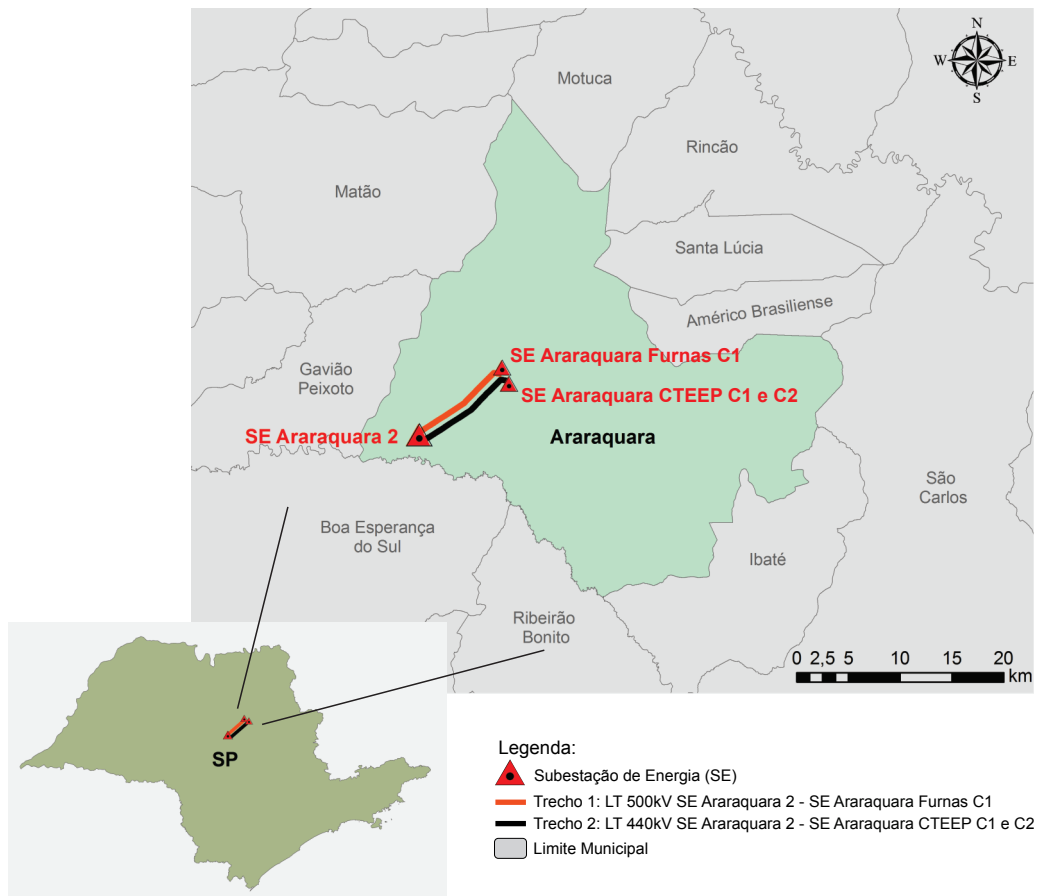 N
W
E
S
Motuca
Rincão
Matão
Santa Lúcia
Américo Brasiliense
SE Araraquara Furnas C1
Gavião
Peixoto
SE Araraquara CTEEP C1 e C2
SE Araraquara 2
Araraquara
São
Carlos
Boa Esperança
do Sul
Ibaté
Ribeirão
Bonito
0 2,5 5 10 15 20
km
SP
Legenda:
Subestação de Energia (SE)
Trecho 1: LT 500kV SE Araraquara 2 - SE Araraquara Furnas C1
Trecho 2: LT 440kV SE Araraquara 2 - SE Araraquara CTEEP C1 e C2
Limite Municipal